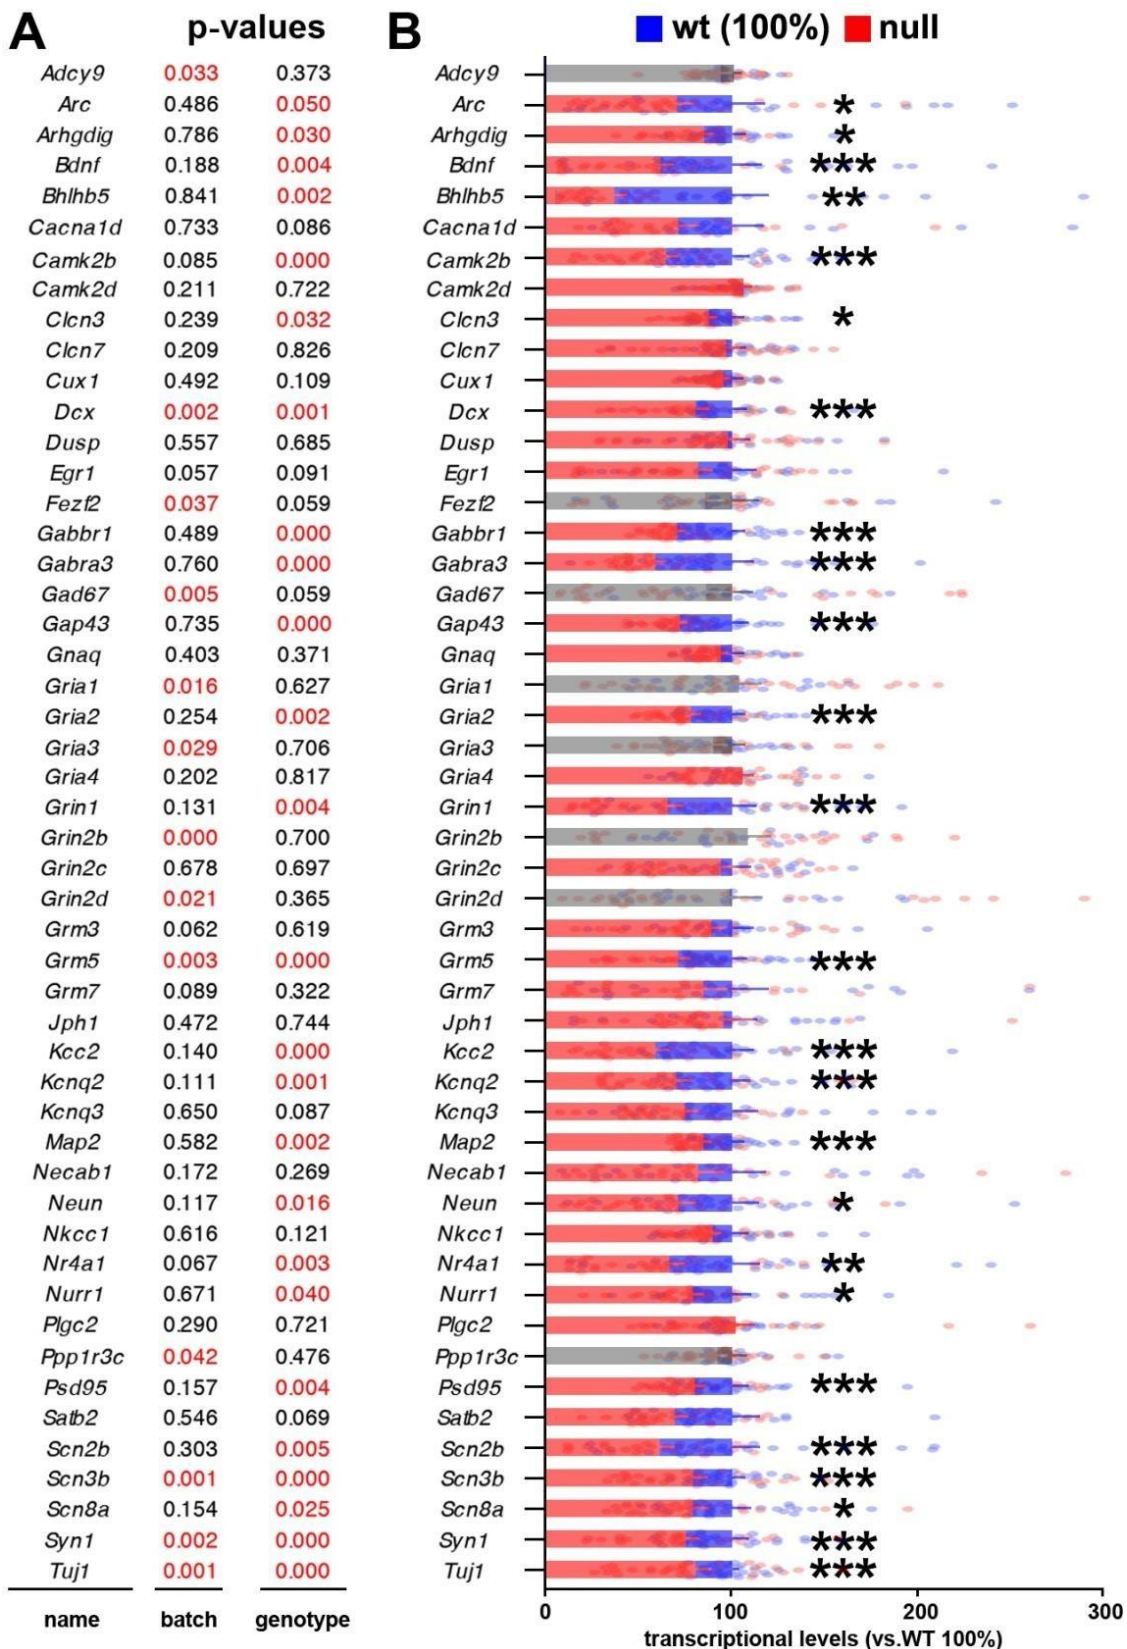 A p-values B wt (100%) null
Adcy9 0.033 0.373 Adcy9
Arc 0.486 0.050 Arc *
Arhgdig 0.786 0.030 Arhgdig *
Bdnf 0.188 0.004 Bdnf ***
Bhlhb5 0.841 0.002 Bhlhb5 **
Cacna1d 0.733 0.086 Cacna1d
Camk2b 0.085 0.000 Camk2b ***
Camk2d 0.211 0.722 Camk2d
Clcn3 0.239 0.032 Clcn3 *
Clcn7 0.209 0.826 Clcn7
Cux1 0.492 0.109 Cux1
Dcx 0.002 0.001 Dcx ***
Dusp 0.557 0.685 Dusp
Egr1 0.057 0.091 Egr1
Fezf2 0.037 0.059 Fezf2
Gabbr1 0.489 0.000 Gabbr1 ***
Gabra3 0.760 0.000 Gabra3 ***
Gad67 0.005 0.059 Gad67
Gap43 0.735 0.000 Gap43 ***
Gnaq 0.403 0.371 Gnaq
Gria1 0.016 0.627 Gria1
Gria2 0.254 0.002 Gria2 ***
Gria3 0.029 0.706 Gria3
Gria4 0.202 0.817 Gria4
Grin1 0.131 0.004 Grin1 ***
Grin2b 0.000 0.700 Grin2b
Grin2c 0.678 0.697 Grin2c
Grin2d 0.021 0.365 Grin2d
Grm3 0.062 0.619 Grm3
Grm5 0.003 0.000 Grm5 ***
Grm7 0.089 0.322 Grm7
Jph1 0.472 0.744 Jph1
Kcc2 0.140 0.000 Kcc2 ***
Kcnq2 0.111 0.001 Kcnq2 ***
Kcnq3 0.650 0.087 Kcnq3
Map2 0.582 0.002 Map2 ***
Necab1 0.172 0.269 Necab1
Neun 0.117 0.016 Neun *
Nkcc1 0.616 0.121 Nkcc1
Nr4a1 0.067 0.003 Nr4a1 **
Nurr1 0.671 0.040 Nurr1 *
Plgc2 0.290 0.721 Plgc2
Ppp1r3c 0.042 0.476 Ppp1r3c
Psd95 0.157 0.004 Psd95 ***
Satb2 0.546 0.069 Satb2
Scn2b 0.303 0.005 Scn2b ***
Scn3b 0.001 0.000 Scn3b ***
Scn8a 0.154 0.025 Scn8a *
Syn1 0.002 0.000 Syn1 ***
Tuj1 0.001 0.000 Tuj1 ***
name batch genotype 0 100 200 300
transcriptional levels (vs.WT 100%)